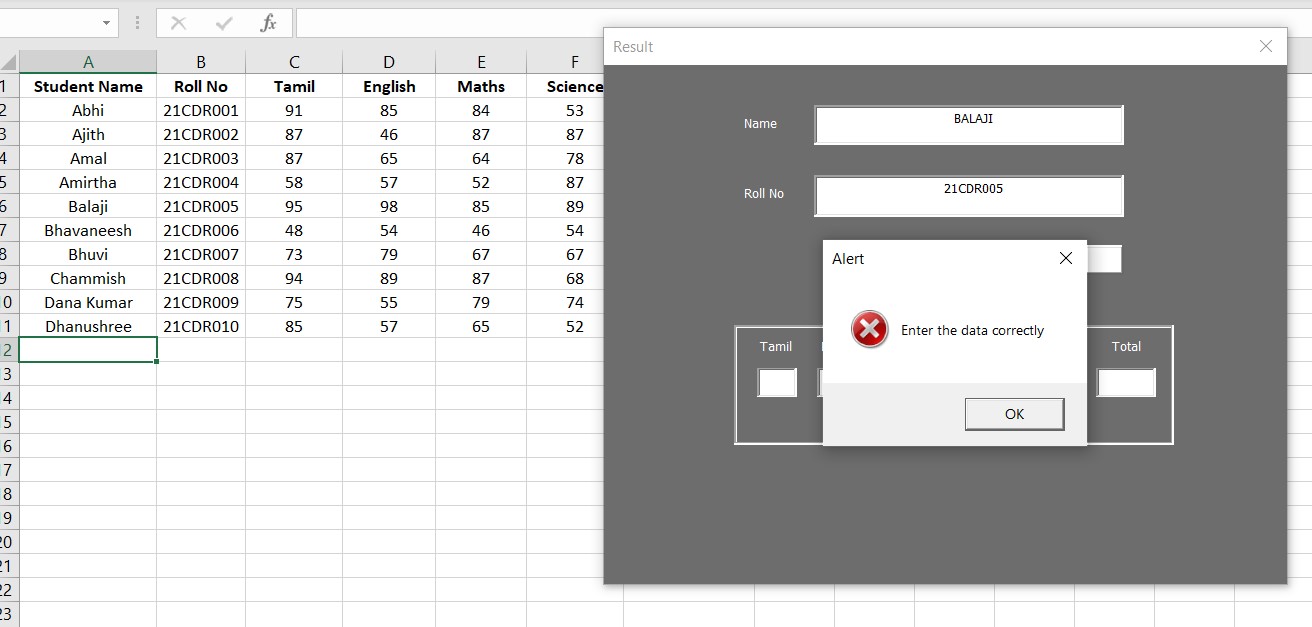 fx
A B C D E F
1 Student Name Roll No Tamil English Maths Science
2 Abhi 21CDR001 91 85 84 53
3 Ajith 21CDR002 87 46 87 87
4 Amal 21CDR003 87 65 64 78
5 Amirtha 21CDR004 58 57 52 87
6 Balaji 21CDR005 95 98 85 89
7 Bhavaneesh 21CDR006 48 54 46 54
8 Bhuvi 21CDR007 73 79 67 67
9 Chammish 21CDR008 94 89 87 68
10 Dana Kumar 21CDR009 75 55 79 74
11 Dhanushree 21CDR010 85 57 65 52
12
13
14
15
16
17
18
19
20
21
22
23
Result
Name BALAJI
Roll No 21CDR005
Tamil Total
Alert
Enter the data correctly
OK